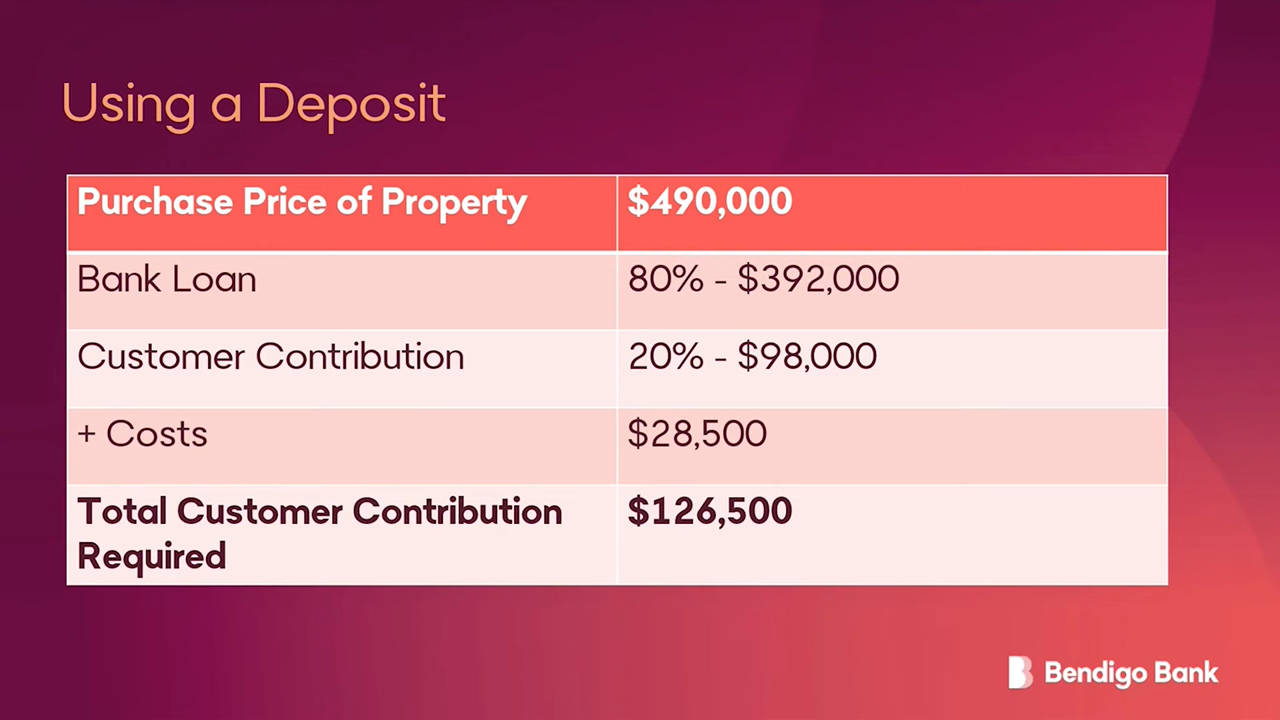 Using a Deposit
Purchase Price of Property $490,000
Bank Loan 80% - $392,000
Customer Contribution 20% - $98,000
+ Costs $28,500
Total Customer Contribution $126,500
Required
Bendigo Bank